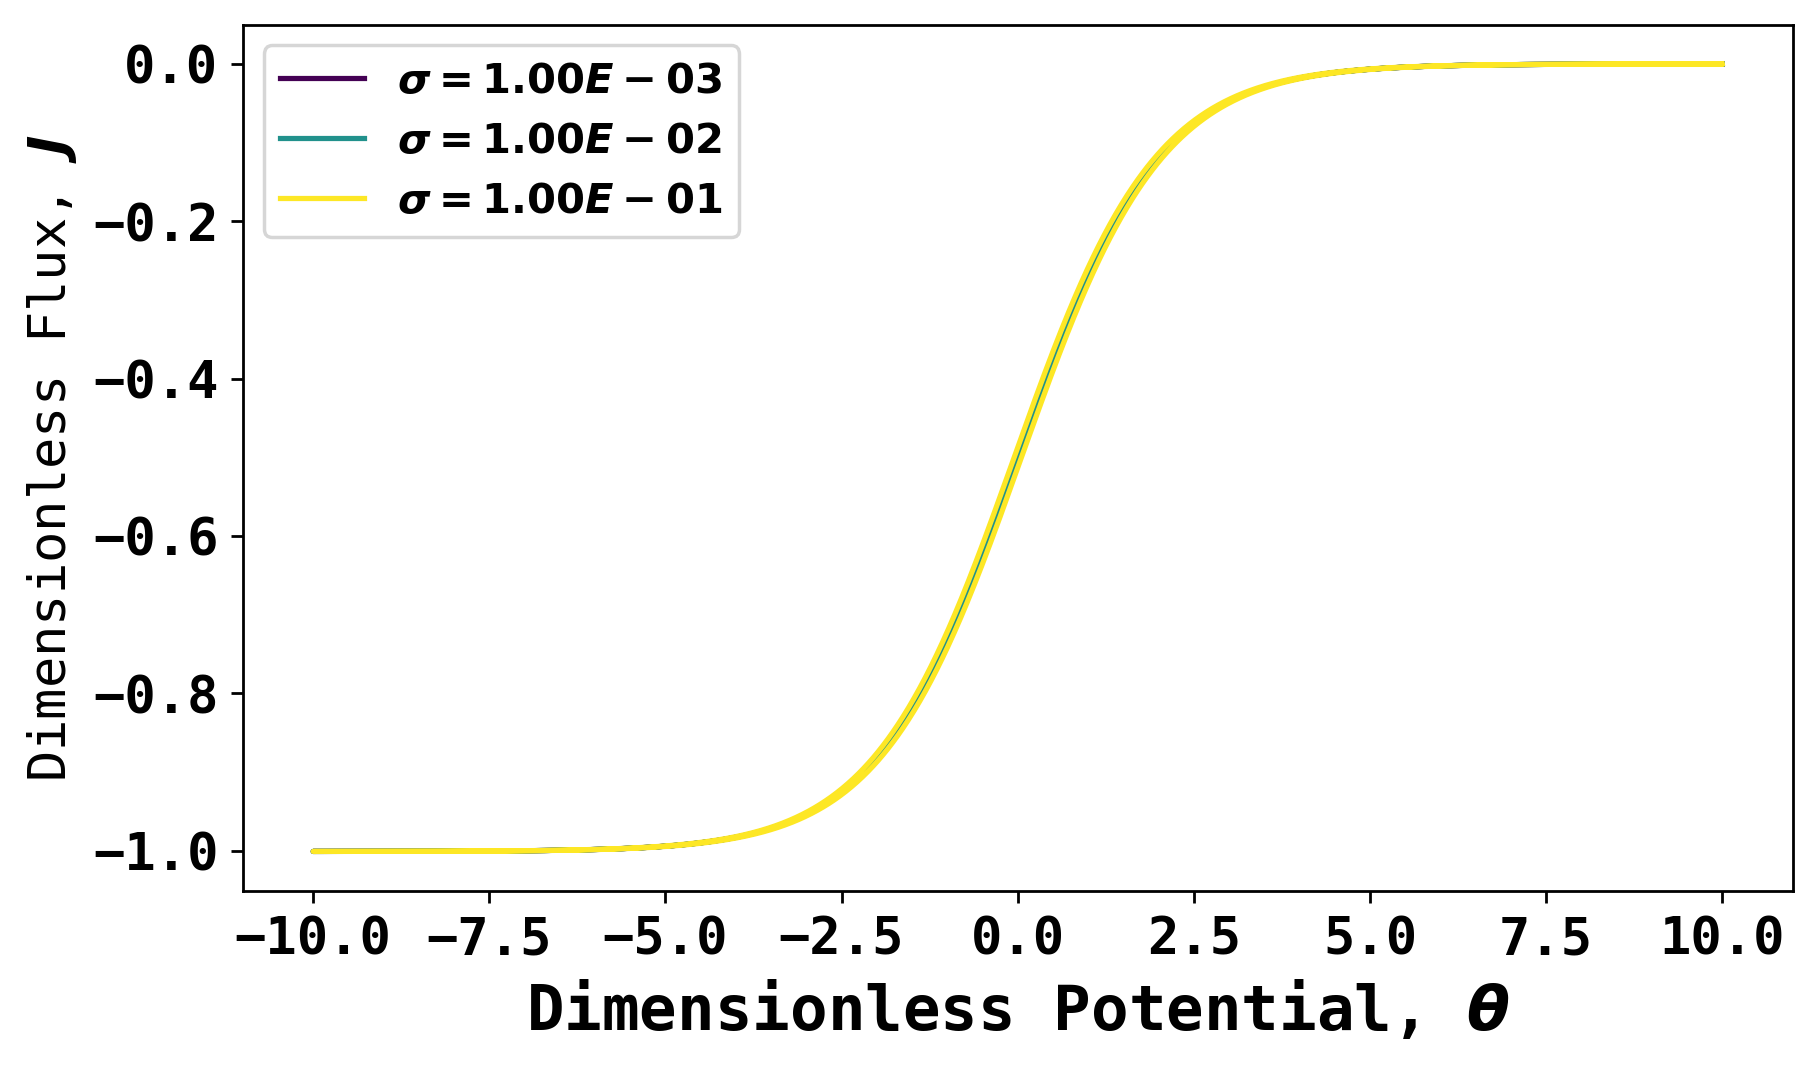 σ = 1.00E − 03
σ = 1.00E − 02
σ = 1.00E − 01
Dimensionless Flux, J
0.0
−0.2
−0.4
−0.6
−0.8
−1.0
−10.0 −7.5 −5.0 −2.5 0.0 2.5 5.0 7.5 10.0
Dimensionless Potential, θ